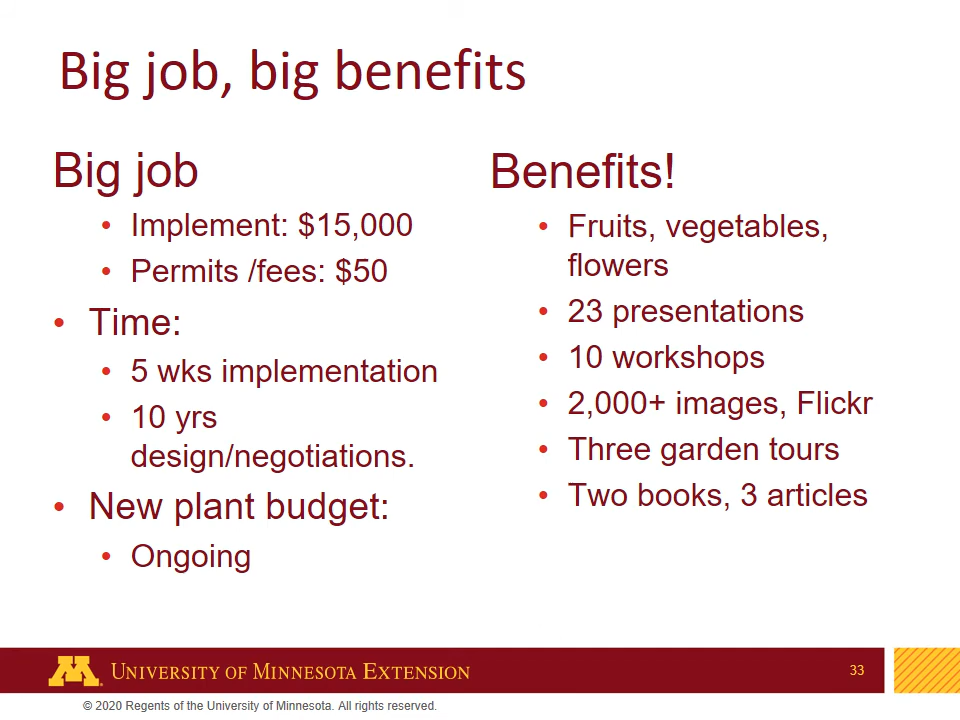 Big job, big benefits
Big job
• Implement: $15,000
• Permits /fees: $50
• Time:
• 5 wks implementation
• 10 yrs
design/negotiations.
• New plant budget:
• Ongoing
Benefits!
• Fruits, vegetables,
flowers
• 23 presentations
• 10 workshops
• 2,000+ images, Flickr
• Three garden tours
• Two books, 3 articles
M
University of Minnesota Extension
33
© 2020 Regents of the University of Minnesota. All rights reserved.